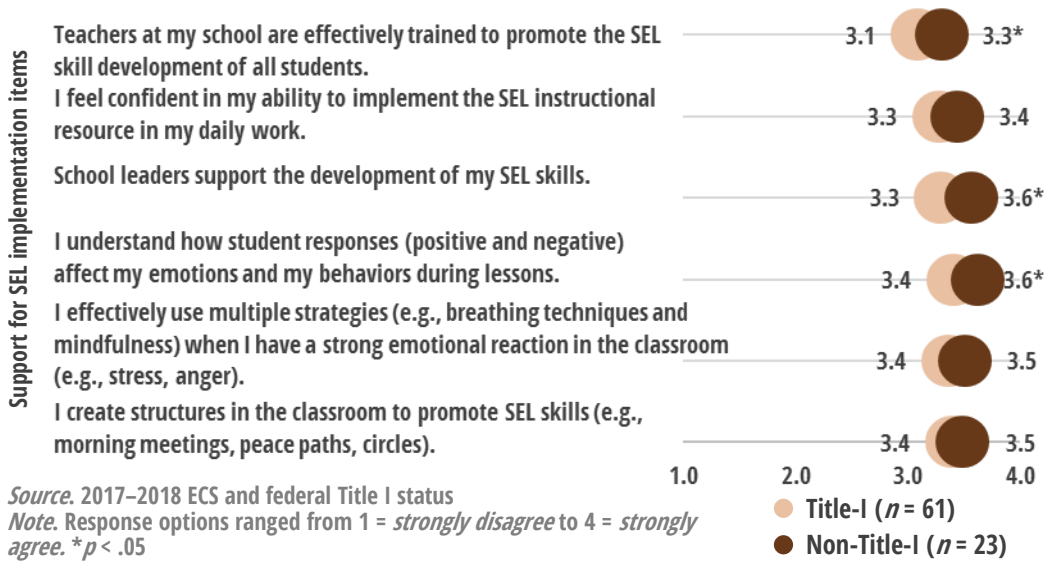 Support for SEL implementation items
Teachers at my school are effectively trained to promote the SEL
skill development of all students.
3.1
3.3*
I feel confident in my ability to implement the SEL instructional
resource in my daily work.
3.3
3.4
School leaders support the development of my SEL skills.
3.3
3.6*
I understand how student responses (positive and negative)
affect my emotions and my behaviors during lessons.
3.4
3.6*
I effectively use multiple strategies (e.g., breathing techniques and
mindfulness) when I have a strong emotional reaction in the classroom
(e.g., stress, anger).
3.4
3.5
I create structures in the classroom to promote SEL skills (e.g.,
morning meetings, peace paths, circles).
3.4
3.5
1.0 2.0 3.0 4.0
Source. 2017–2018 ECS and federal Title I status
Note. Response options ranged from 1 = strongly disagree to 4 = strongly
agree. *p < .05
Title-I (n = 61)
Non-Title-I (n = 23)